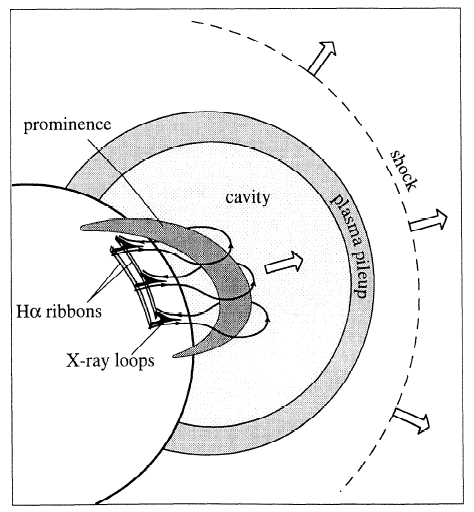 prominence
shock
cavity
plasma pileup
Hα ribbons
X-ray loops